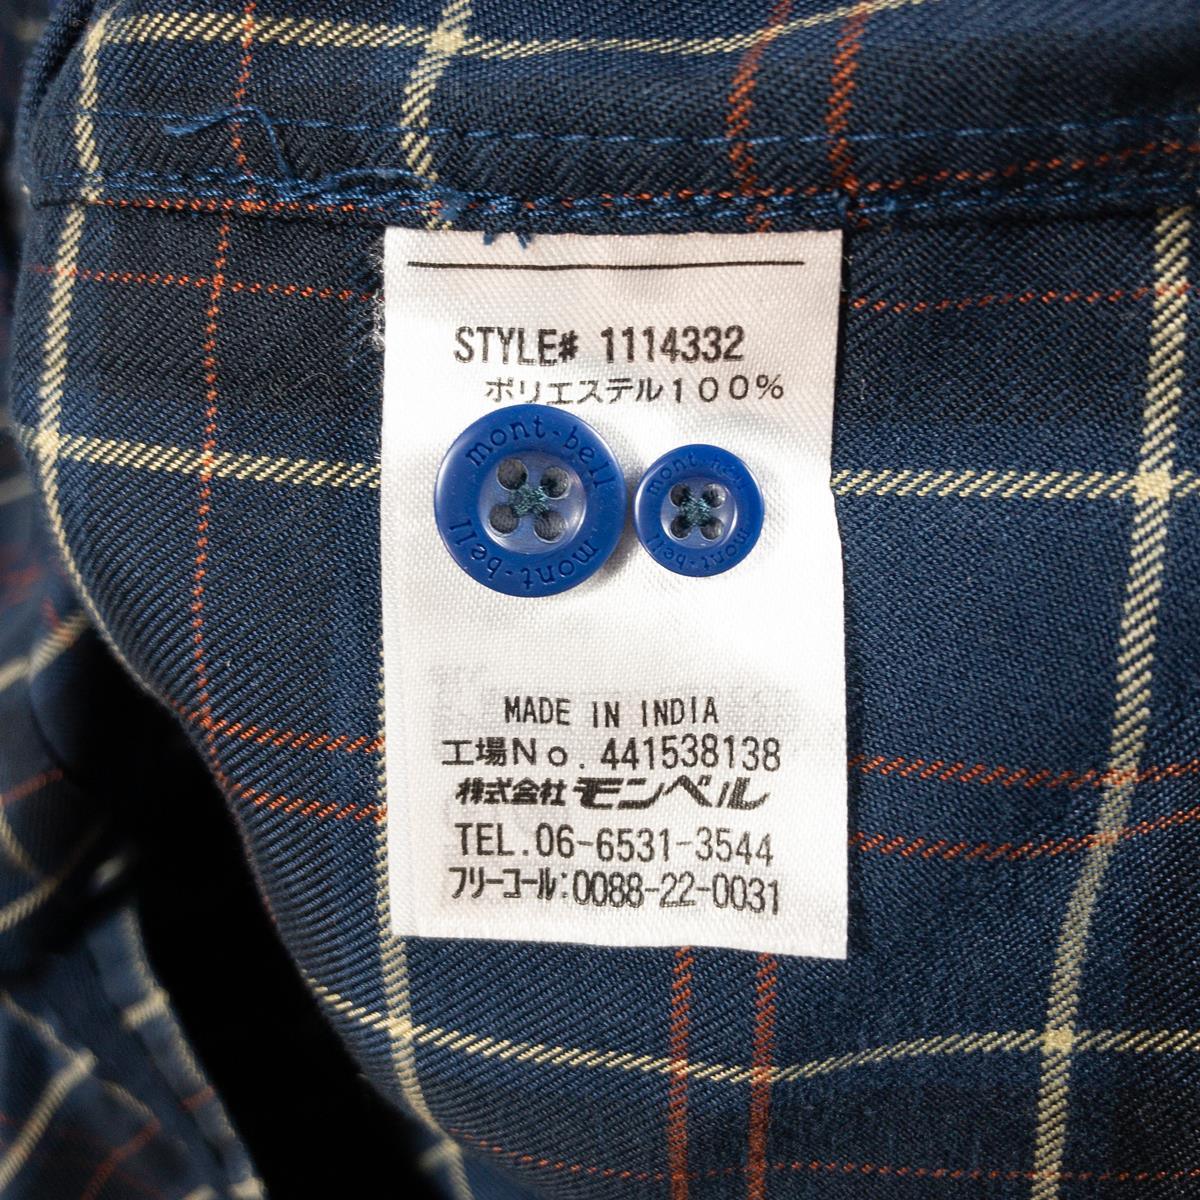 STYLE# 1114332
ポリエステル100%
mont-bell mont-bell
mont-bell mont-bell
MADE IN INDIA
工場No. 441538138
株式会社モンベル
TEL.06-6531-3544
フリーコール:0088-22-0031